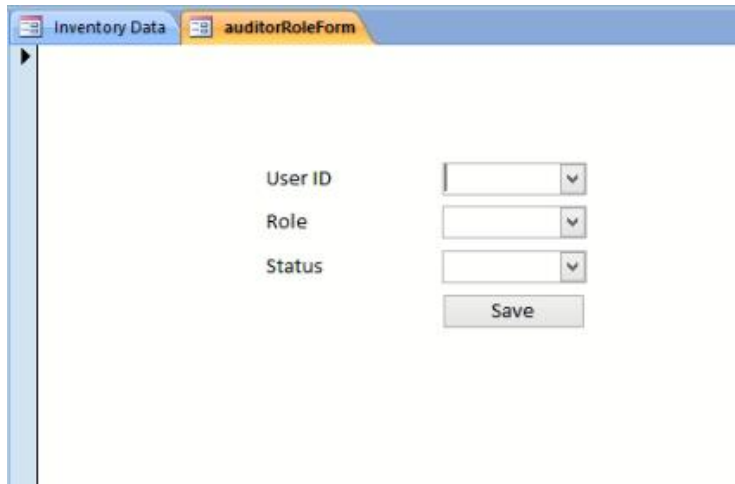 Inventory Data auditorRoleForm
User ID
Role
Status
Save